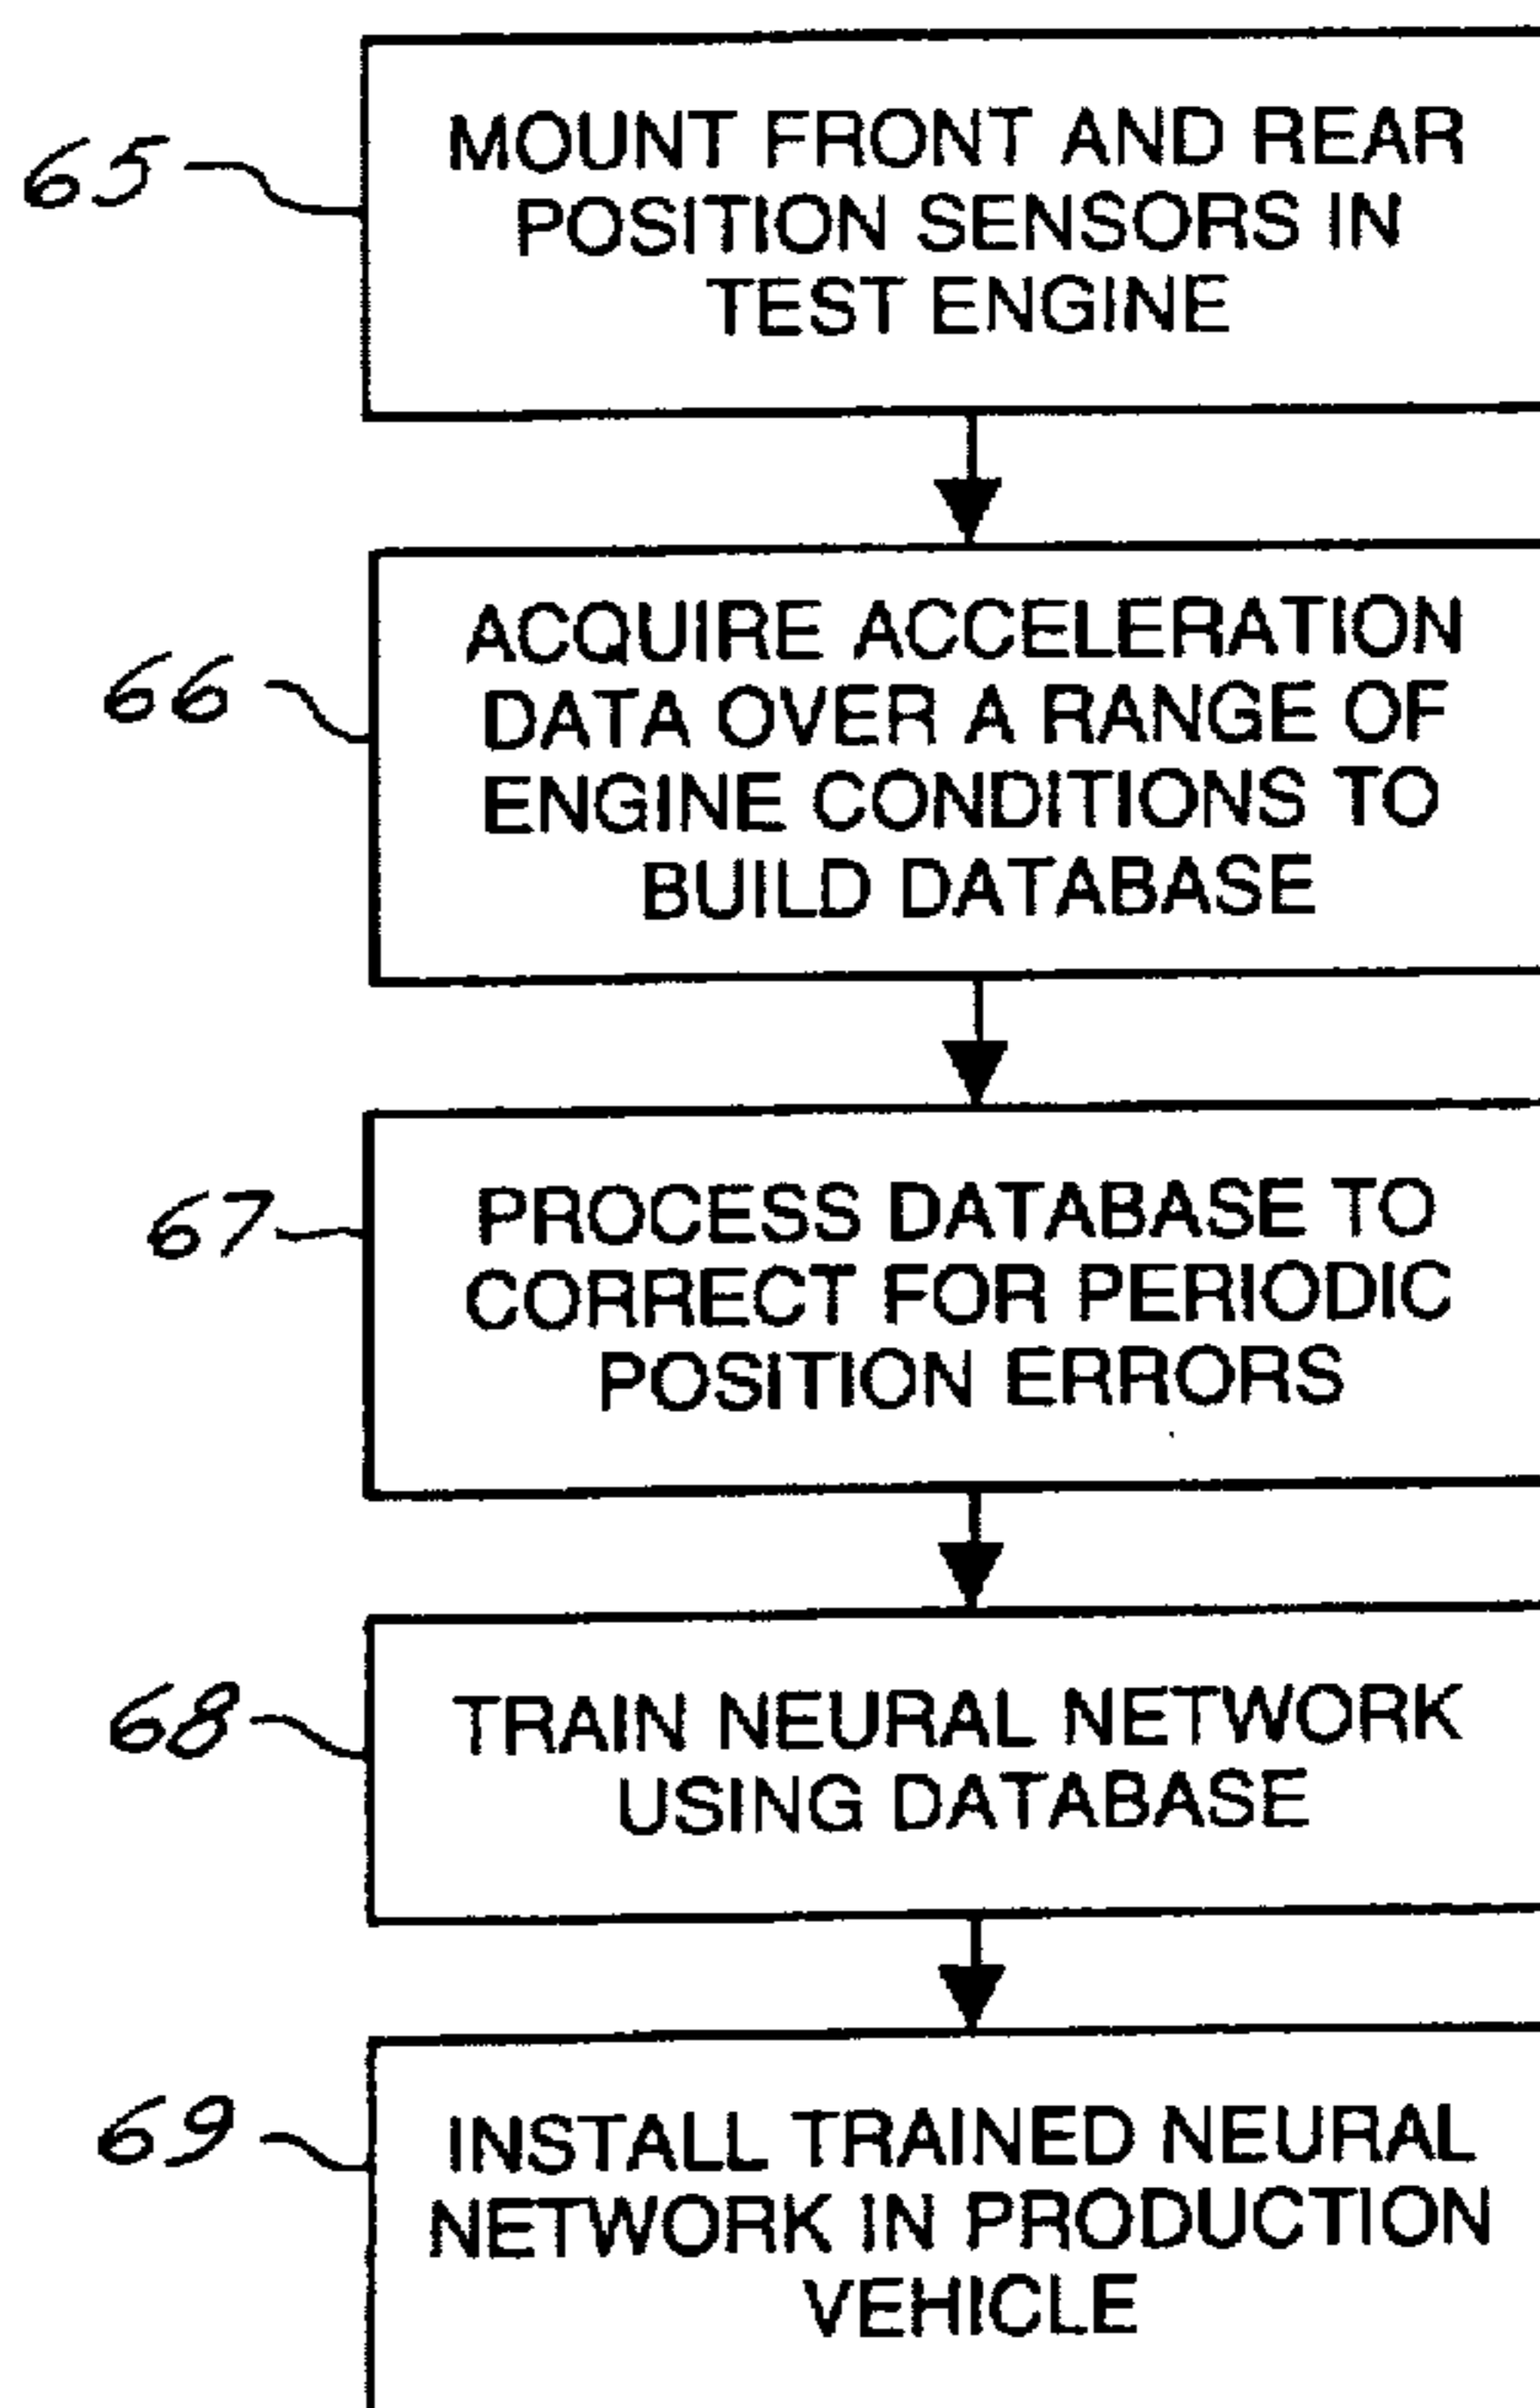 65
MOUNT FRONT AND REAR
POSITION SENSORS IN
TEST ENGINE
66
ACQUIRE ACCELERATION
DATA OVER A RANGE OF
ENGINE CONDITIONS TO
BUILD DATABASE
67
PROCESS DATABASE TO
CORRECT FOR PERIODIC
POSITION ERRORS
68
TRAIN NEURAL NETWORK
USING DATABASE
69
INSTALL TRAINED NEURAL
NETWORK IN PRODUCTION
VEHICLE